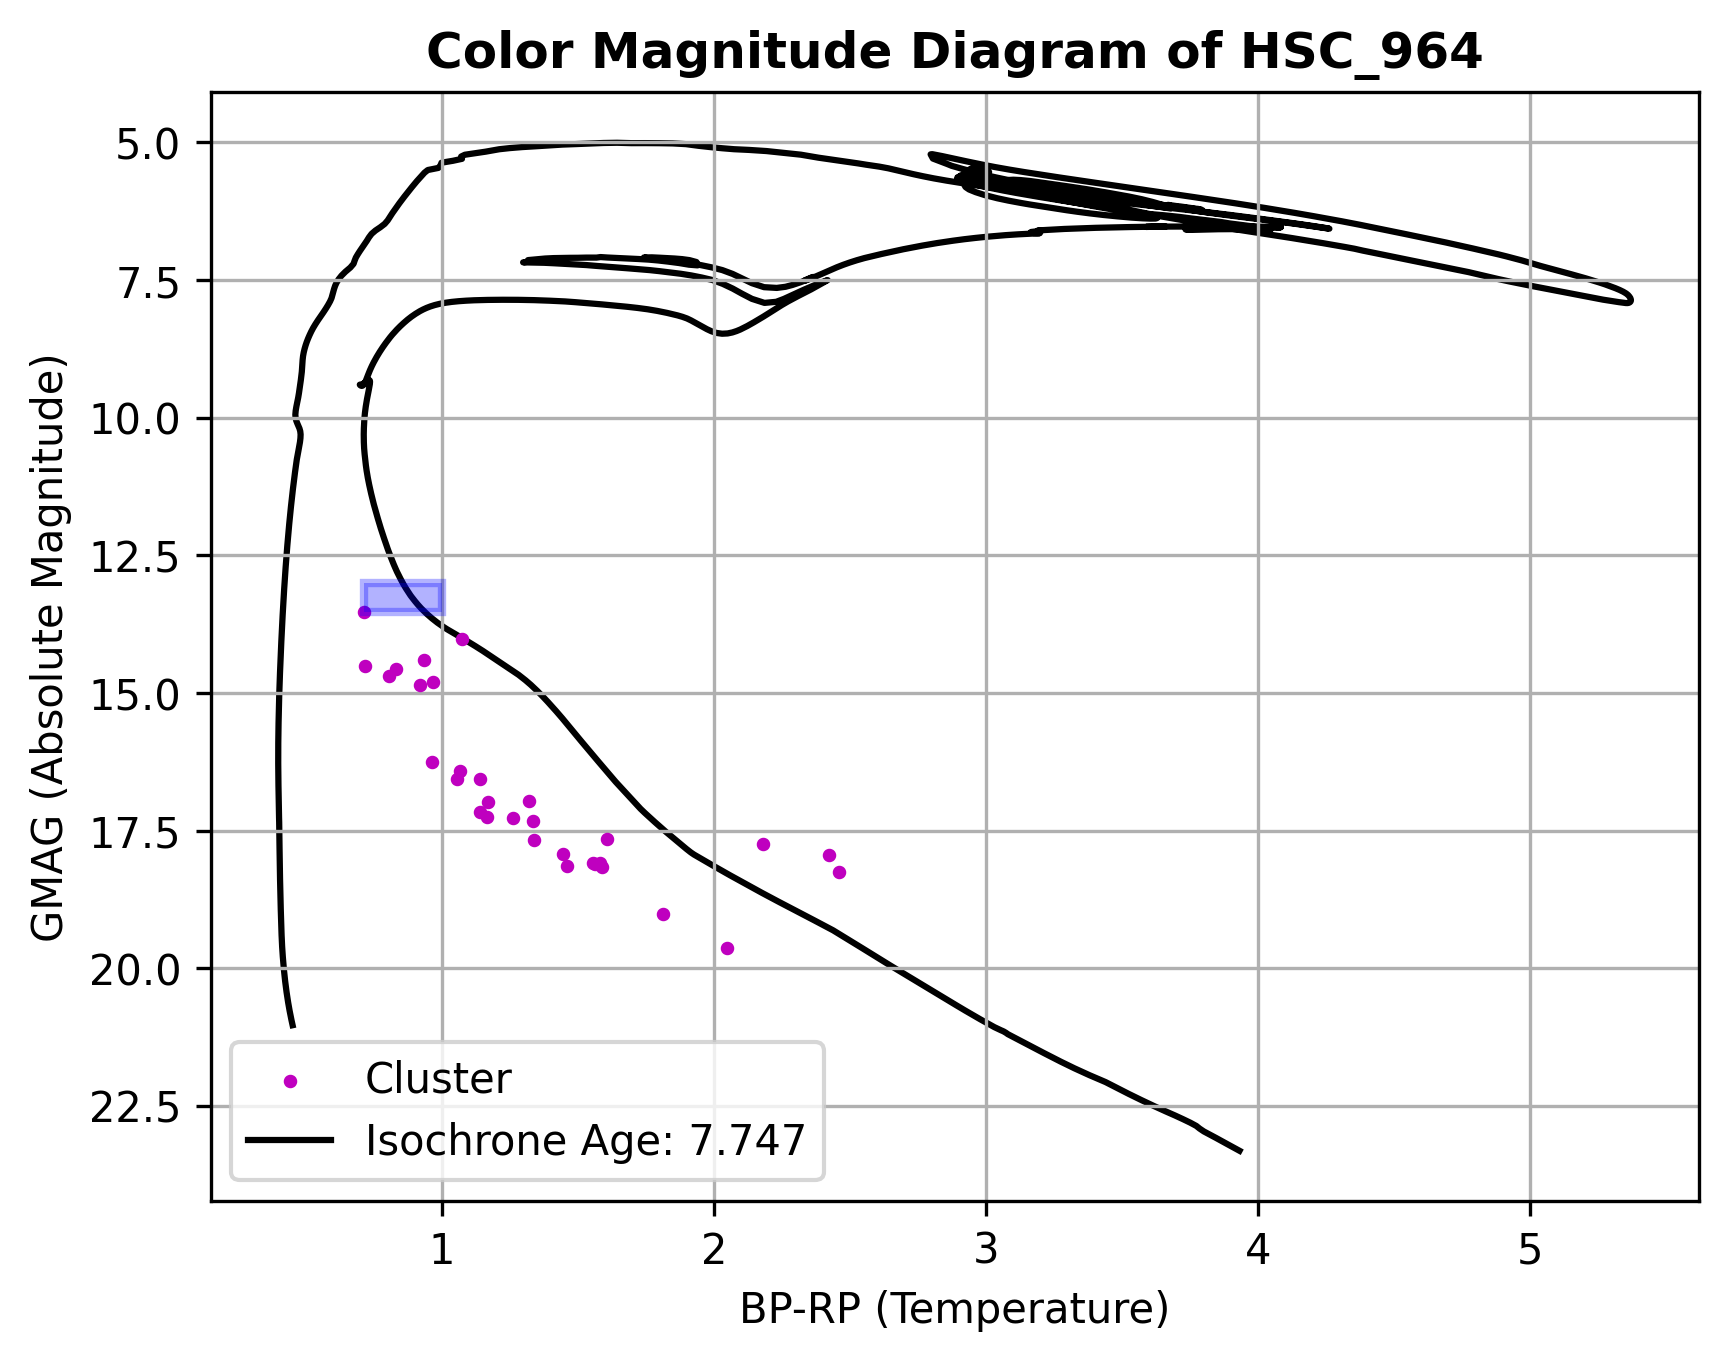 Color Magnitude Diagram of HSC_964
GMAG (Absolute Magnitude)
5.0
7.5
10.0
12.5
15.0
17.5
20.0
22.5
Cluster
Isochrone Age: 7.747
1 2 3 4 5
BP-RP (Temperature)